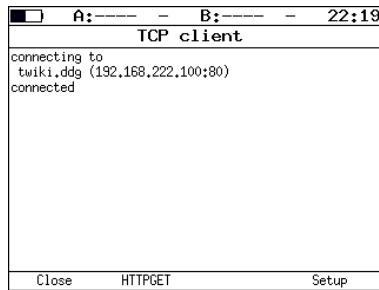 A:---- – B:---- – 22:19
TCP client
connecting to
twiki.ddg (192.168.222.100:80)
connected
Close HTTPGET Setup